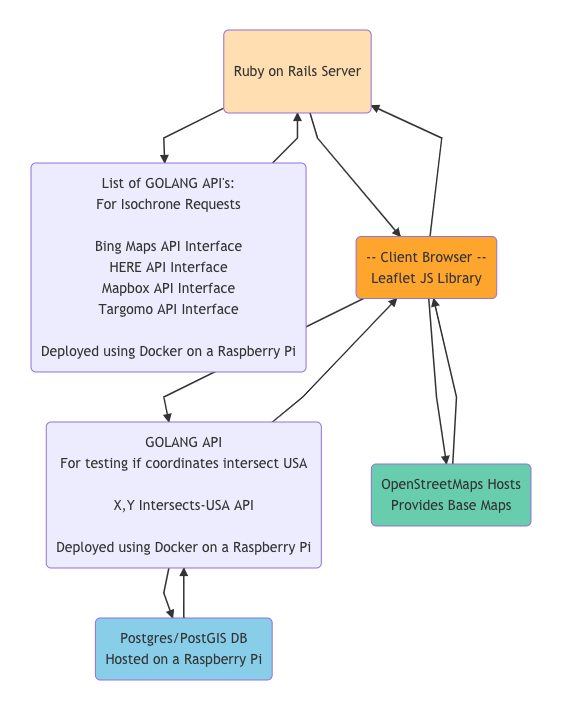 Ruby on Rails Server
List of GOLANG API's:
For Isochrone Requests
Bing Maps API Interface
HERE API Interface
Mapbox API Interface
Targomo API Interface
Deployed using Docker on a Raspberry Pi
-- Client Browser --
Leaflet JS Library
GOLANG API
For testing if coordinates intersect USA
X,Y Intersects-USA API
Deployed using Docker on a Raspberry Pi
OpenStreetMaps Hosts
Provides Base Maps
Postgres/PostGIS DB
Hosted on a Raspberry Pi